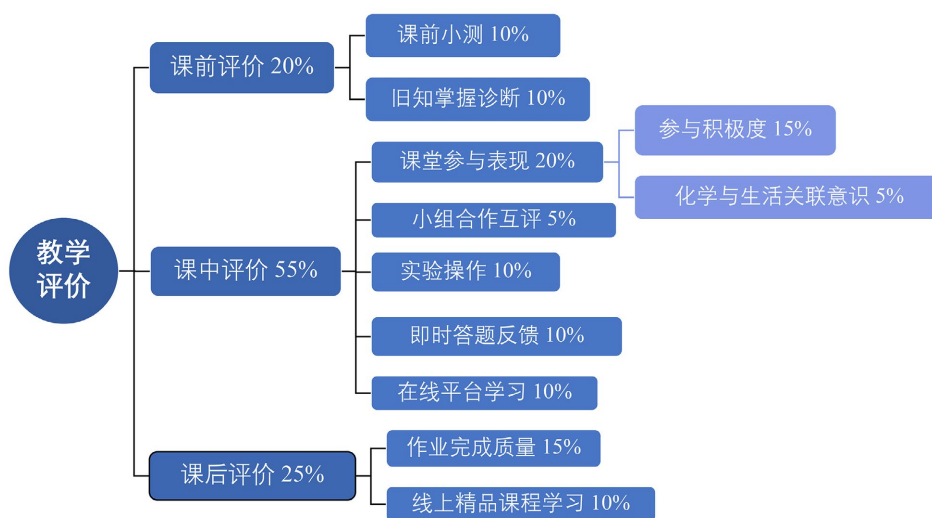 教学
评价
课前评价 20%
课前小测 10%
旧知掌握诊断 10%
课中评价 55%
课堂参与表现 20%
参与积极度 15%
化学与生活关联意识 5%
小组合作互评 5%
实验操作 10%
即时答题反馈 10%
在线平台学习 10%
课后评价 25%
作业完成质量 15%
线上精品课程学习 10%